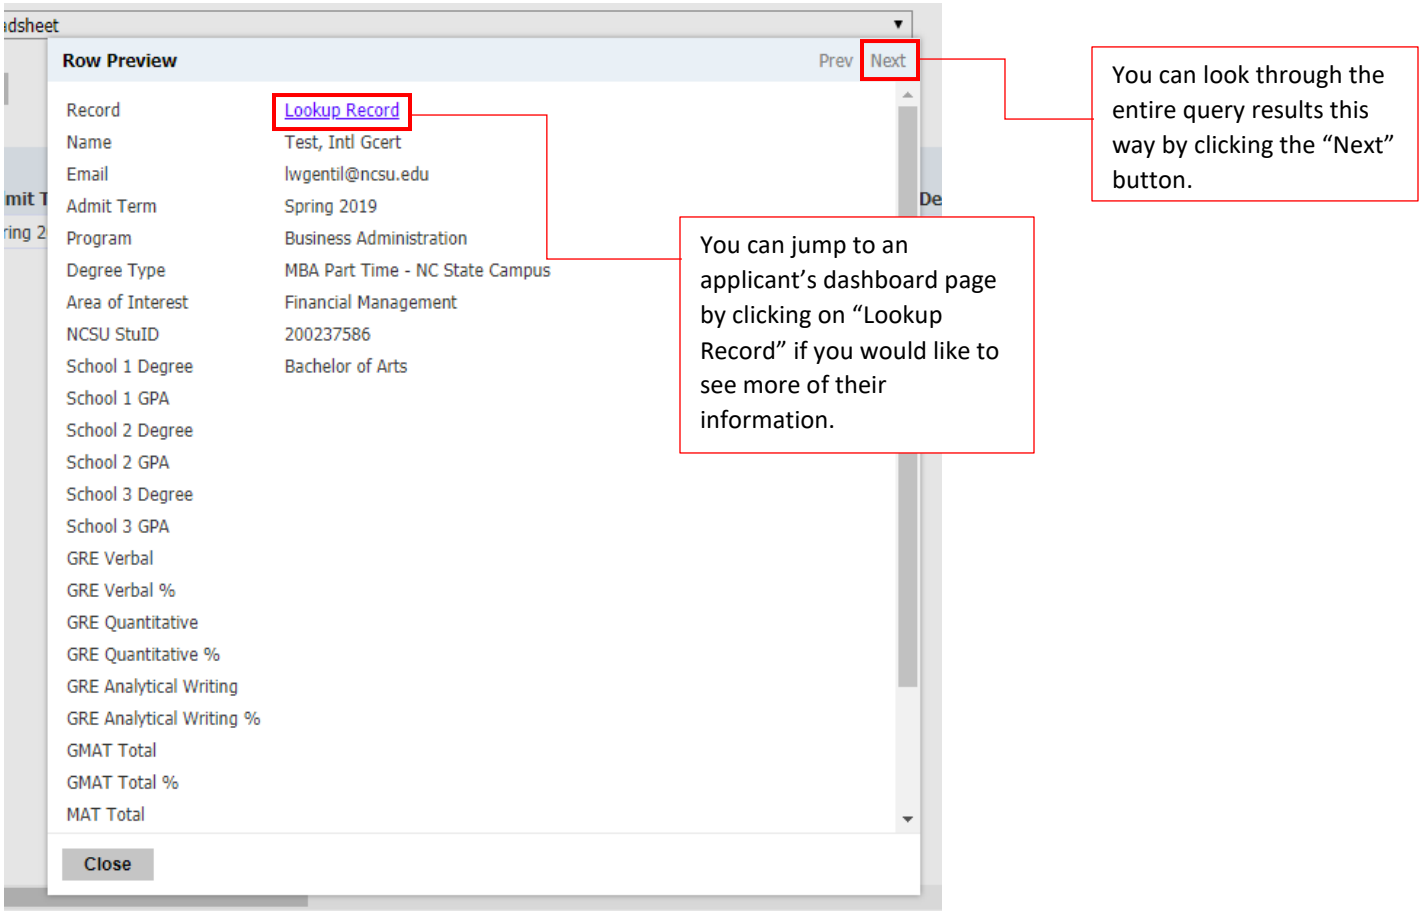 adsheet
Row Preview
Prev Next
Record Lookup Record
Name Test, Intl Gcert
Email lwgentil@ncsu.edu
Admit Term Spring 2019
Program Business Administration
Degree Type MBA Part Time - NC State Campus
Area of Interest Financial Management
NCSU StuID 200237586
School 1 Degree Bachelor of Arts
School 1 GPA
School 2 Degree
School 2 GPA
School 3 Degree
School 3 GPA
GRE Verbal
GRE Verbal %
GRE Quantitative
GRE Quantitative %
GRE Analytical Writing
GRE Analytical Writing %
GMAT Total
GMAT Total %
MAT Total
Close
mit T
ring 2
De
You can look through the
entire query results this
way by clicking the “Next”
button.
You can jump to an
applicant’s dashboard page
by clicking on “Lookup
Record” if you would like to
see more of their
information.